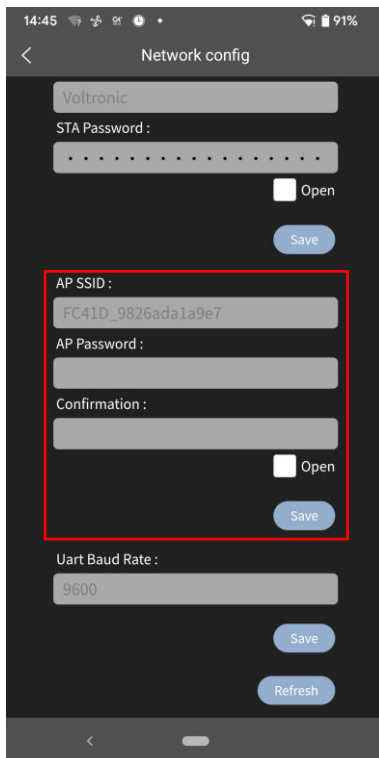 14:45
91%
Network config
Voltronic
STA Password :
Open
Save
AP SSID :
FC41D_9826ada1a9e7
AP Password :
Confirmation :
Open
Save
Uart Baud Rate :
9600
Save
Refresh